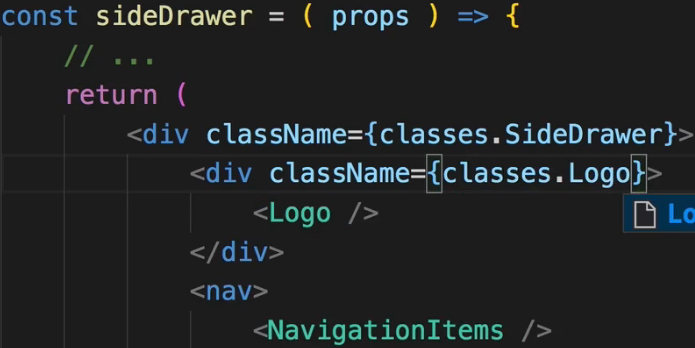 const sideDrawer = ( props ) => {
// ...
return (
<div className={classes.SideDrawer}>
<div className={classes.Logo}>
<Logo />
Lo
</div>
<nav>
<NavigationItems />